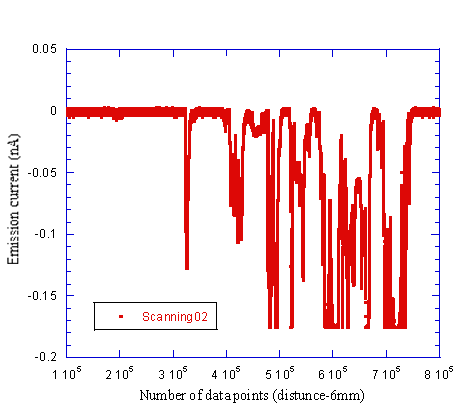 0.05
0
-0.05
-0.1
-0.15
-0.2
Emission current (nA)
Scanning02
1 10⁵ 2 10⁵ 3 10⁵ 4 10⁵ 5 10⁵ 6 10⁵ 7 10⁵ 8 10⁵
Number of data points (distunce-6mm)